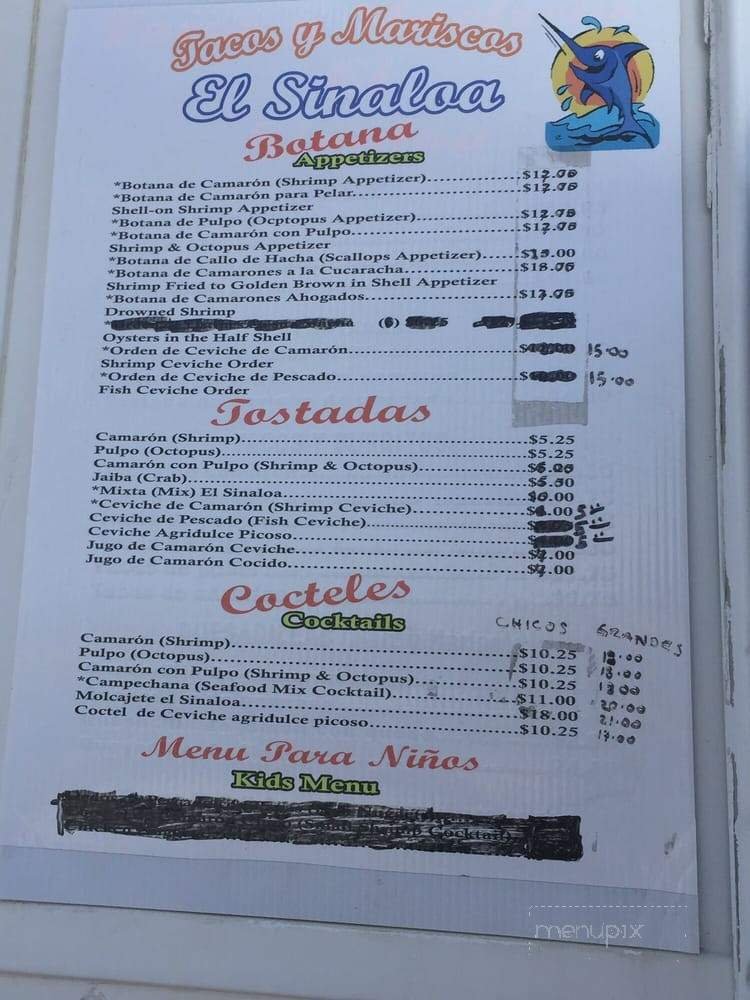 Tacos y Mariscos
El Sinaloa
Botana
Appetizers
*Botana de Camarón (Shrimp Appetizer)
*Botana de Camarón para Pelar
Shell-on Shrimp Appetizer
*Botana de Pulpo (Ocptopus Appetizer)
*Botana de Camarón con Pulpo
Shrimp & Octopus Appetizer
*Botana de Callo de Hacha (Scallops Appetizer)
*Botana de Camarones a la Cucaracha
Shrimp Fried to Golden Brown in Shell Appetizer
*Botana de Camarones Ahogados
Drowned Shrimp
(6)
Oysters in the Half Shell
*Orden de Ceviche de Camarón 15.00
Shrimp Ceviche Order
*Orden de Ceviche de Pescado 15.00
Fish Ceviche Order
Tostadas
Camarón (Shrimp) $5.25
Pulpo (Octopus) $5.25
Camarón con Pulpo (Shrimp & Octopus)
Jaiba (Crab)
*Mixta (Mix) El Sinaloa
*Ceviche de Camarón (Shrimp Ceviche)
Ceviche de Pescado (Fish Ceviche)
Ceviche Agridulce Picoso
Jugo de Camarón Ceviche
Jugo de Camarón Cocido
Cocteles
Cocktails
CHICOS GRANDES
Camarón (Shrimp) $10.25
Pulpo (Octopus) $10.25
Camarón con Pulpo (Shrimp & Octopus) $10.25
*Campechana (Seafood Mix Cocktail) $11.00 20.00
Molcajete el Sinaloa $18.00 21.00
Coctel de Ceviche agridulce picoso $10.25
Menu Para Niños
Kids Menu
Shrimp Cocktail)
menupix